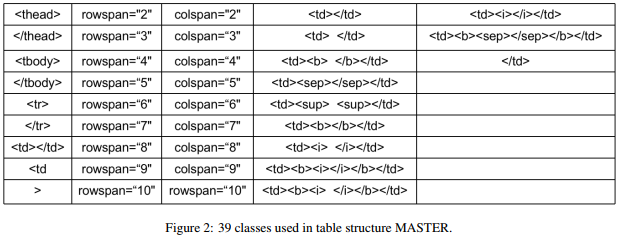 <thead> rowspan="2" colspan="2" <td></td> <td><i></i></td>
</thead> rowspan=“3" colspan=“3" <td> </td> <td><b><sep></sep></b></td>
<tbody> rowspan=“4" colspan=“4" <td><b> </b></td> </td>
</tbody> rowspan=“5" colspan=“5" <td><sep></sep></td>
<tr> rowspan=“6" colspan=“6" <td><sup> <sup></td>
</tr> rowspan=“7" colspan=“7" <td><b></b></td>
<td></td> rowspan=“8" colspan=“8" <td><i> </i></td>
<td rowspan=“9" colspan=“9" <td><b><i></i></b></td>
> rowspan=“10" rowspan=“10" <td><b><i> </i></b></td>
Figure 2: 39 classes used in table structure MASTER.